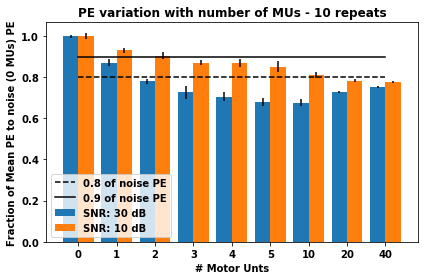 PE variation with number of MUs - 10 repeats
Fraction of Mean PE to noise (0 MUs) PE
1.0
0.8
0.6
0.4
0.2
0.0
0.8 of noise PE
0.9 of noise PE
SNR: 30 dB
SNR: 10 dB
0 1 2 3 4 5 10 20 40
# Motor Unts